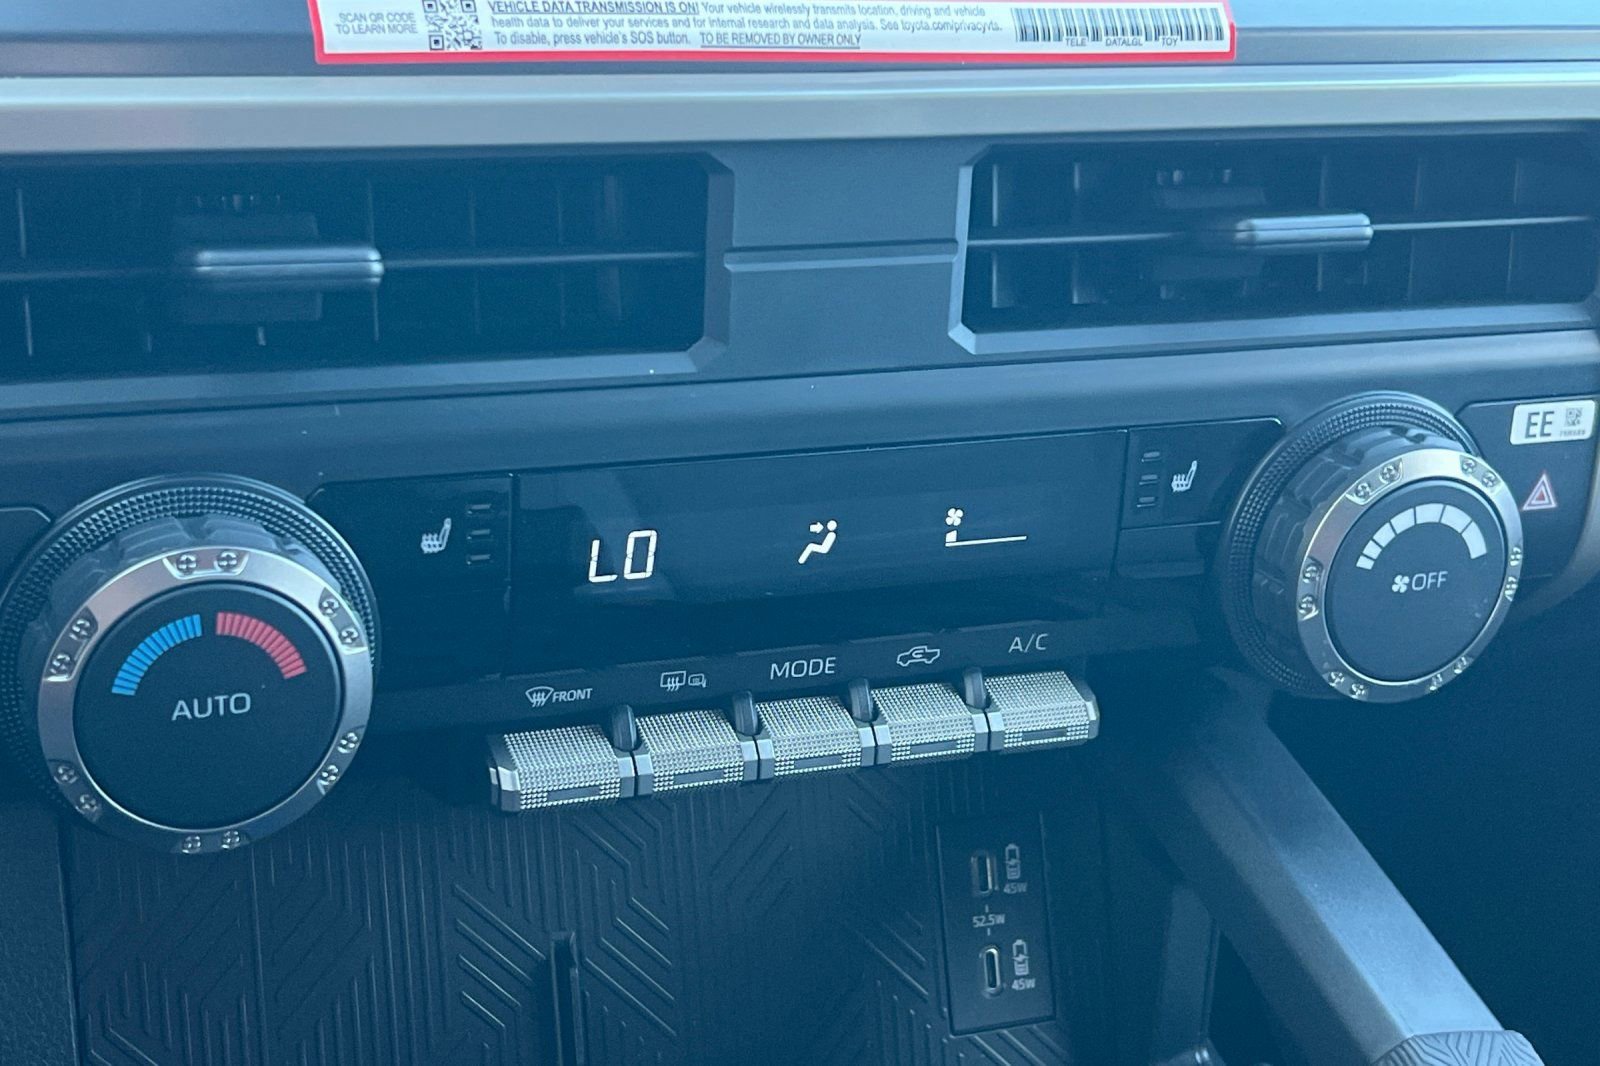 SCAN QR CODE
TO LEARN MORE
VEHICLE DATA TRANSMISSION IS ON! Your vehicle wirelessly transmits location, driving and vehicle
health data to deliver your services and for internal research and data analysis. See toyota.com/privacyvts.
To disable, press vehicle's SOS button. TO BE REMOVED BY OWNER ONLY
TELE DATALGL TOY
EE
LO
OFF
AUTO
FRONT
MODE
A/C
45W
52.5W
45W